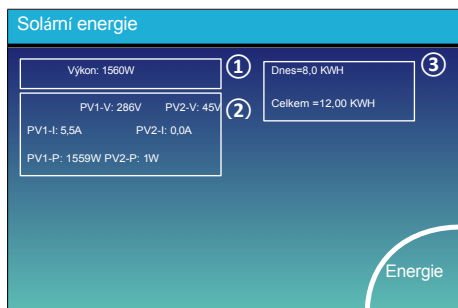 Solární energie
Výkon: 1560W
①
PV1-V: 286V PV2-V: 45V
②
PV1-I: 5,5A PV2-I: 0,0A
PV1-P: 1559W PV2-P: 1W
Dnes=8,0 KWH
③
Celkem =12,00 KWH
Energie